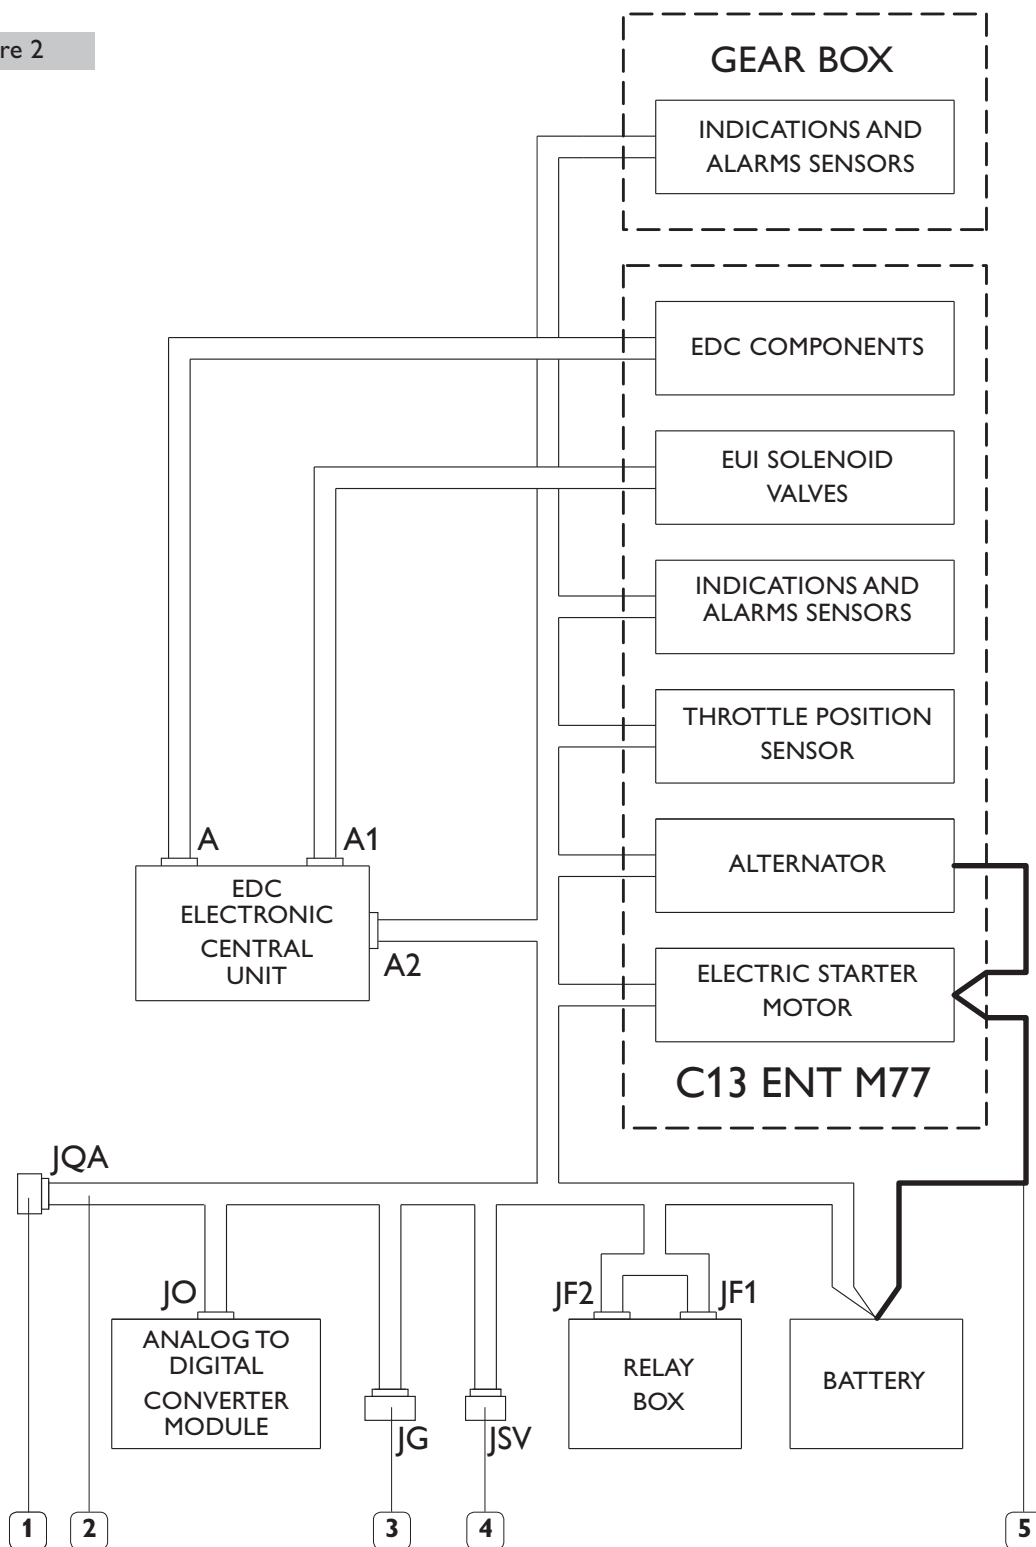 re 2
GEAR BOX
INDICATIONS AND
ALARMS SENSORS
EDC COMPONENTS
EUI SOLENOID
VALVES
INDICATIONS AND
ALARMS SENSORS
THROTTLE POSITION
SENSOR
ALTERNATOR
A
A1
EDC
ELECTRONIC
CENTRAL
UNIT
A2
ELECTRIC STARTER
MOTOR
C13 ENT M77
JQA
JO
JF2
JF1
ANALOG TO
DIGITAL
CONVERTER
MODULE
RELAY
BOX
BATTERY
JG
JSV
1
2
3
4
5